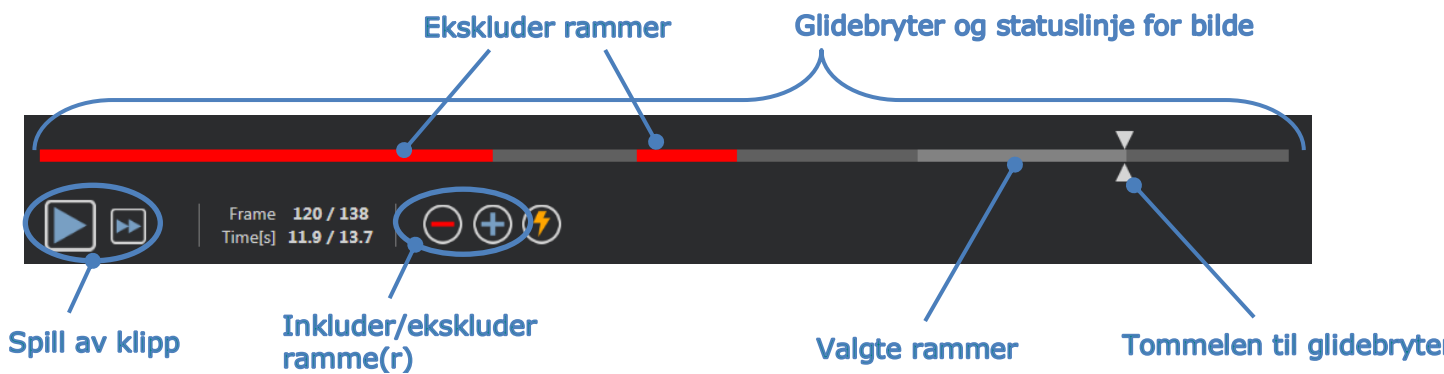 Ekskluder rammer
Glidebryter og statuslinje for bilde
Frame 120 / 138
Time[s] 11.9 / 13.7
Spill av klipp
Inkluder/ekskluder
ramme(r)
Valgte rammer
Tommelen til glidebryter